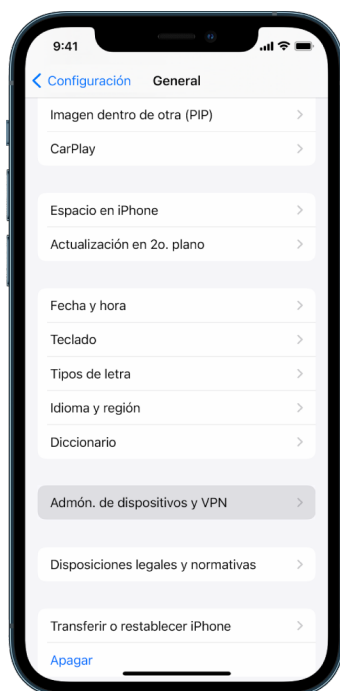 9:41
Configuración General
Imagen dentro de otra (PIP)
CarPlay
Espacio en iPhone
Actualización en 2o. plano
Fecha y hora
Teclado
Tipos de letra
Idioma y región
Diccionario
Admón. de dispositivos y VPN
Disposiciones legales y normativas
Transferir o restablecer iPhone
Apagar